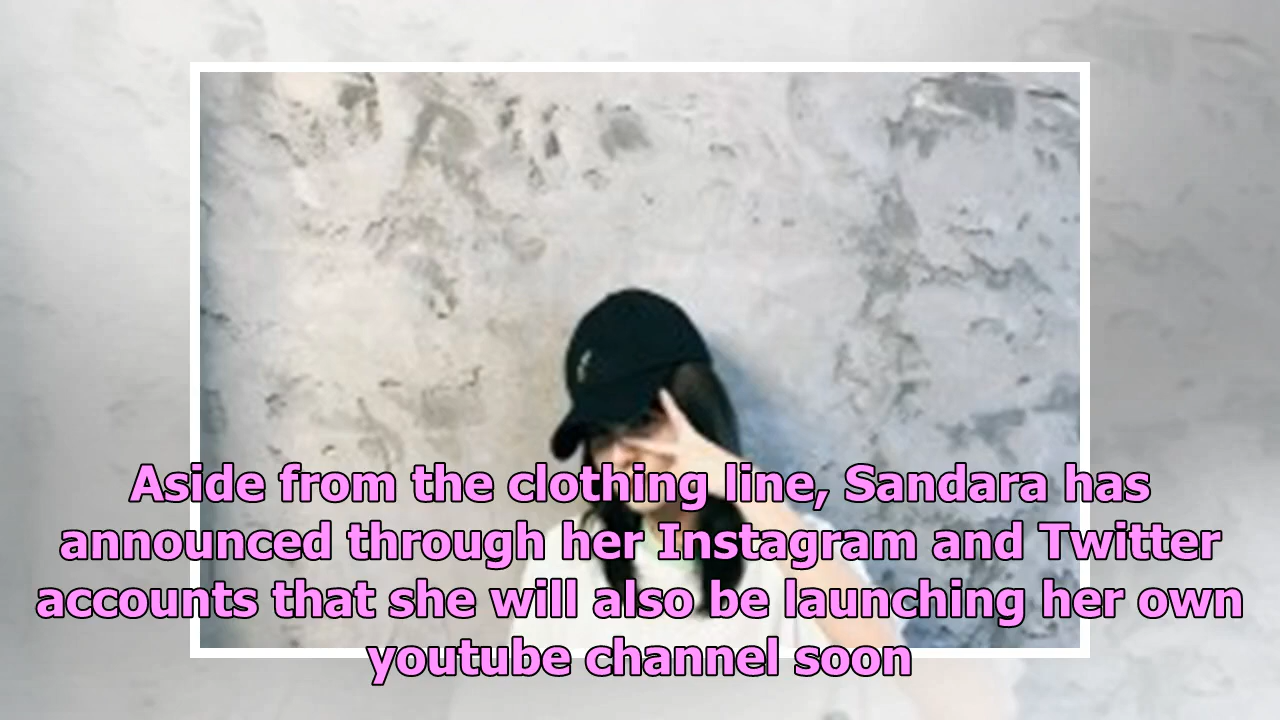 Aside from the clothing line, Sandara has
announced through her Instagram and Twitter
accounts that she will also be launching her own
youtube channel soon